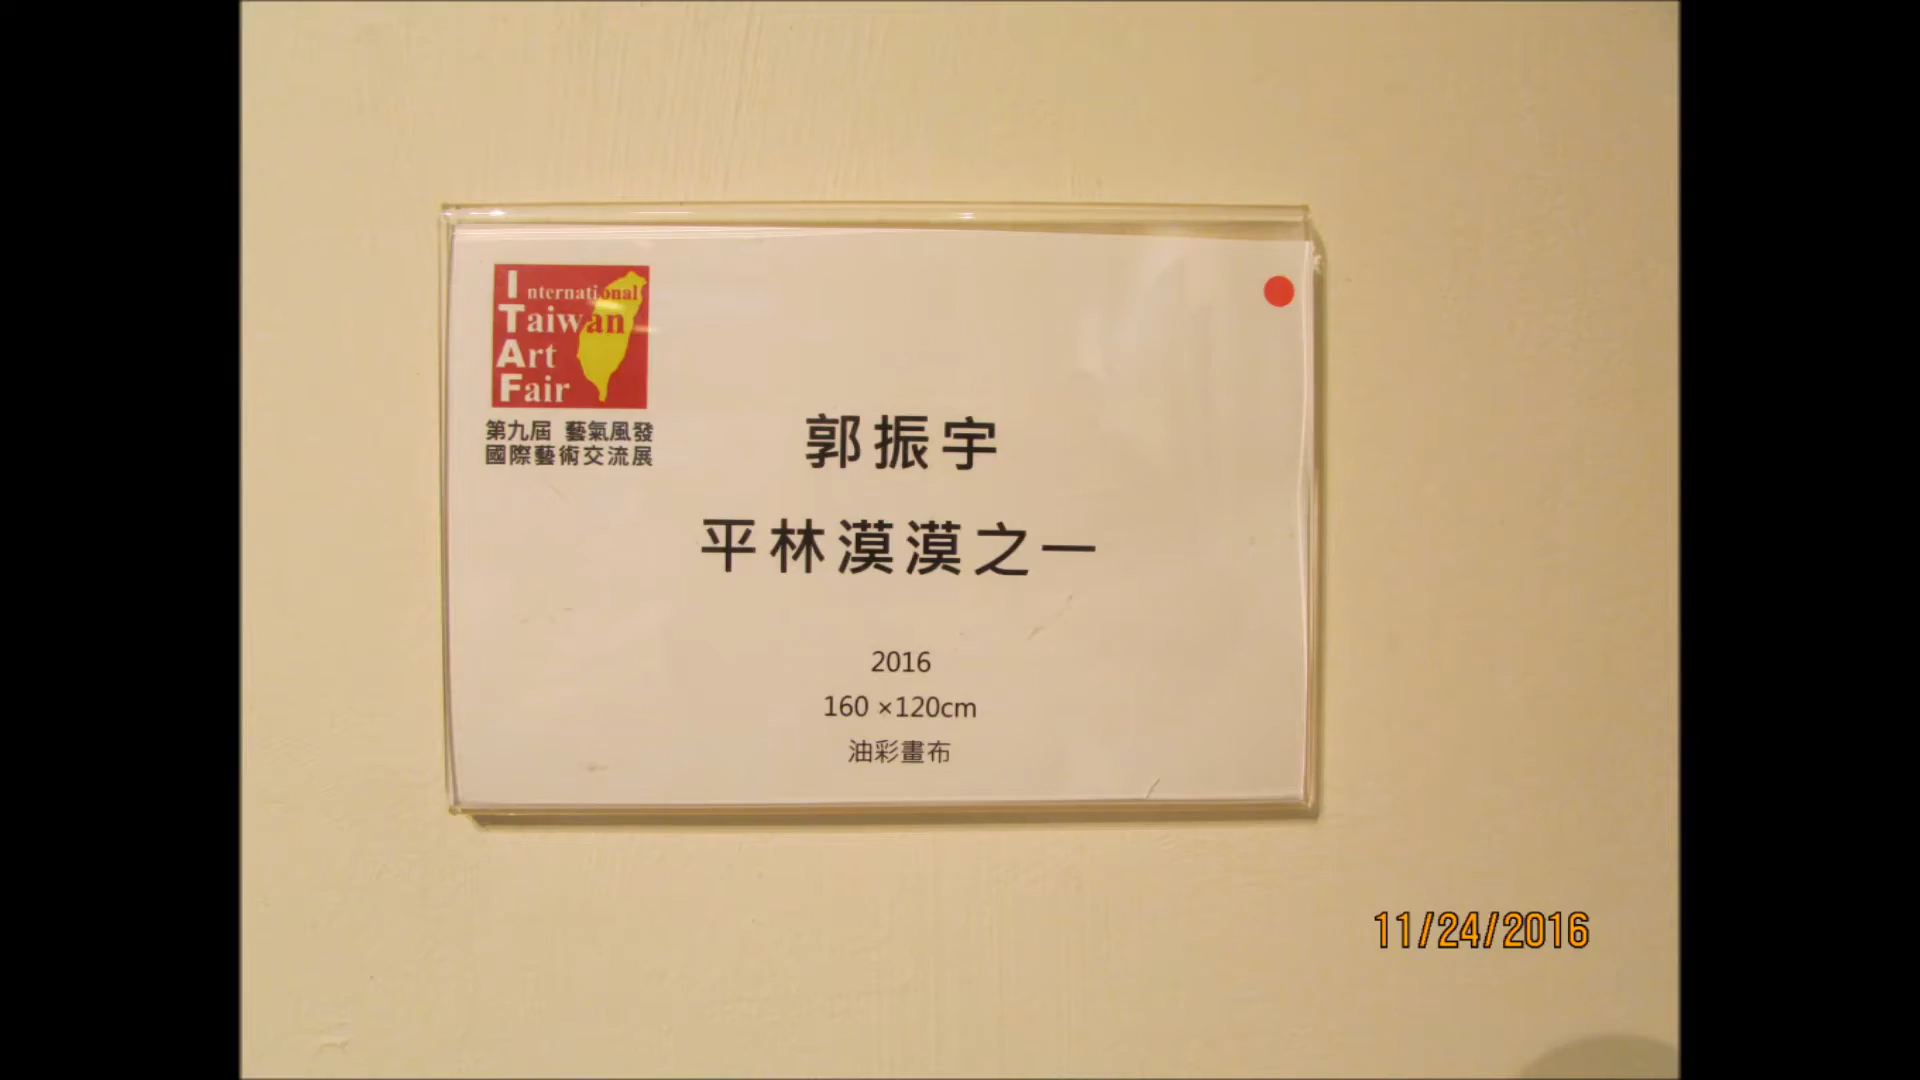 International
Taiwan
Art
Fair
第九屆 藝氣風發
國際藝術交流展
郭振宇
平林漠漠之一
2016
160 ×120cm
油彩畫布
11/24/2016